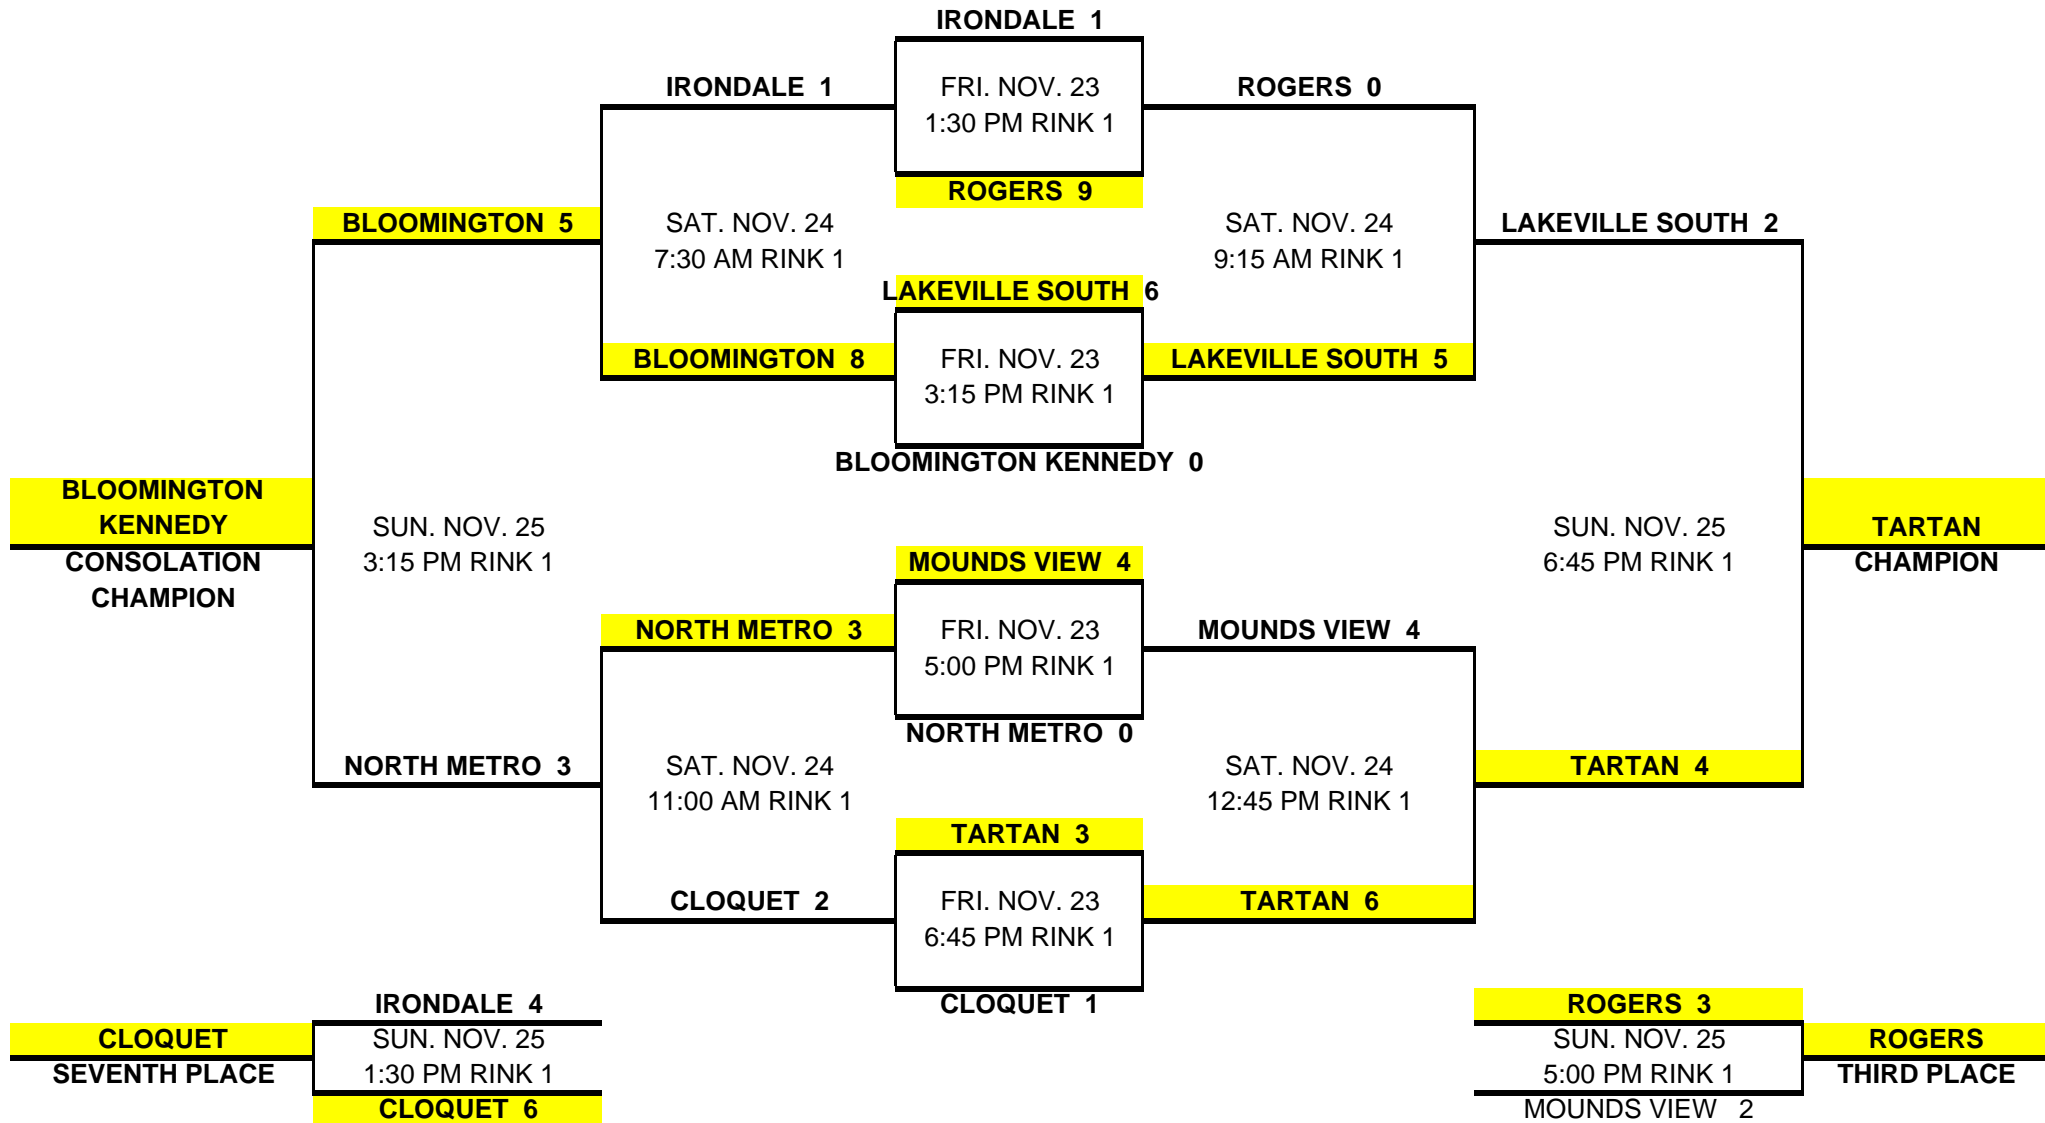 IRONDALE 1
IRONDALE 1
FRI. NOV. 23
1:30 PM RINK 1
ROGERS 0
ROGERS 9
BLOOMINGTON 5
SAT. NOV. 24
7:30 AM RINK 1
SAT. NOV. 24
9:15 AM RINK 1
LAKEVILLE SOUTH 2
LAKEVILLE SOUTH 6
BLOOMINGTON 8
FRI. NOV. 23
3:15 PM RINK 1
LAKEVILLE SOUTH 5
BLOOMINGTON KENNEDY 0
BLOOMINGTON
KENNEDY
CONSOLATION
CHAMPION
SUN. NOV. 25
3:15 PM RINK 1
SUN. NOV. 25
6:45 PM RINK 1
TARTAN
CHAMPION
MOUNDS VIEW 4
NORTH METRO 3
FRI. NOV. 23
5:00 PM RINK 1
MOUNDS VIEW 4
NORTH METRO 0
NORTH METRO 3
SAT. NOV. 24
11:00 AM RINK 1
SAT. NOV. 24
12:45 PM RINK 1
TARTAN 4
TARTAN 3
CLOQUET 2
FRI. NOV. 23
6:45 PM RINK 1
TARTAN 6
CLOQUET 1
IRONDALE 4
CLOQUET
SEVENTH PLACE
SUN. NOV. 25
1:30 PM RINK 1
CLOQUET 6
ROGERS 3
SUN. NOV. 25
5:00 PM RINK 1
MOUNDS VIEW 2
ROGERS
THIRD PLACE